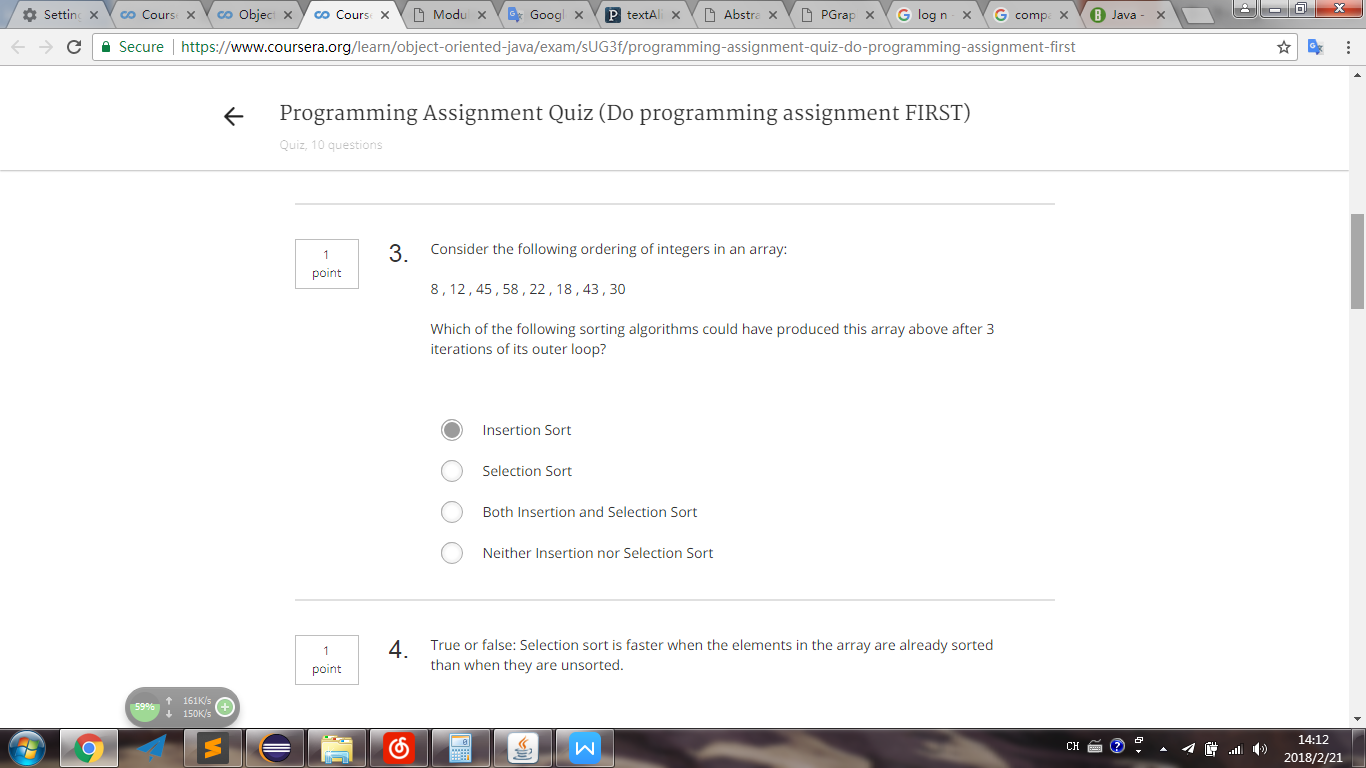 Setting
Cours
Objec
Cours
Modu
Googl
textAli
Abstra
PGrap
log n -
comp
Java -
Secure
https://www.coursera.org/learn/object-oriented-java/exam/sUG3f/programming-assignment-quiz-do-programming-assignment-first
Programming Assignment Quiz (Do programming assignment FIRST)
Quiz, 10 questions
1
point
3.
Consider the following ordering of integers in an array:
8 , 12 , 45 , 58 , 22 , 18 , 43 , 30
Which of the following sorting algorithms could have produced this array above after 3
iterations of its outer loop?
Insertion Sort
Selection Sort
Both Insertion and Selection Sort
Neither Insertion nor Selection Sort
1
point
4.
True or false: Selection sort is faster when the elements in the array are already sorted
than when they are unsorted.
59%
161K/s
150K/s
CH
14:12
2018/2/21